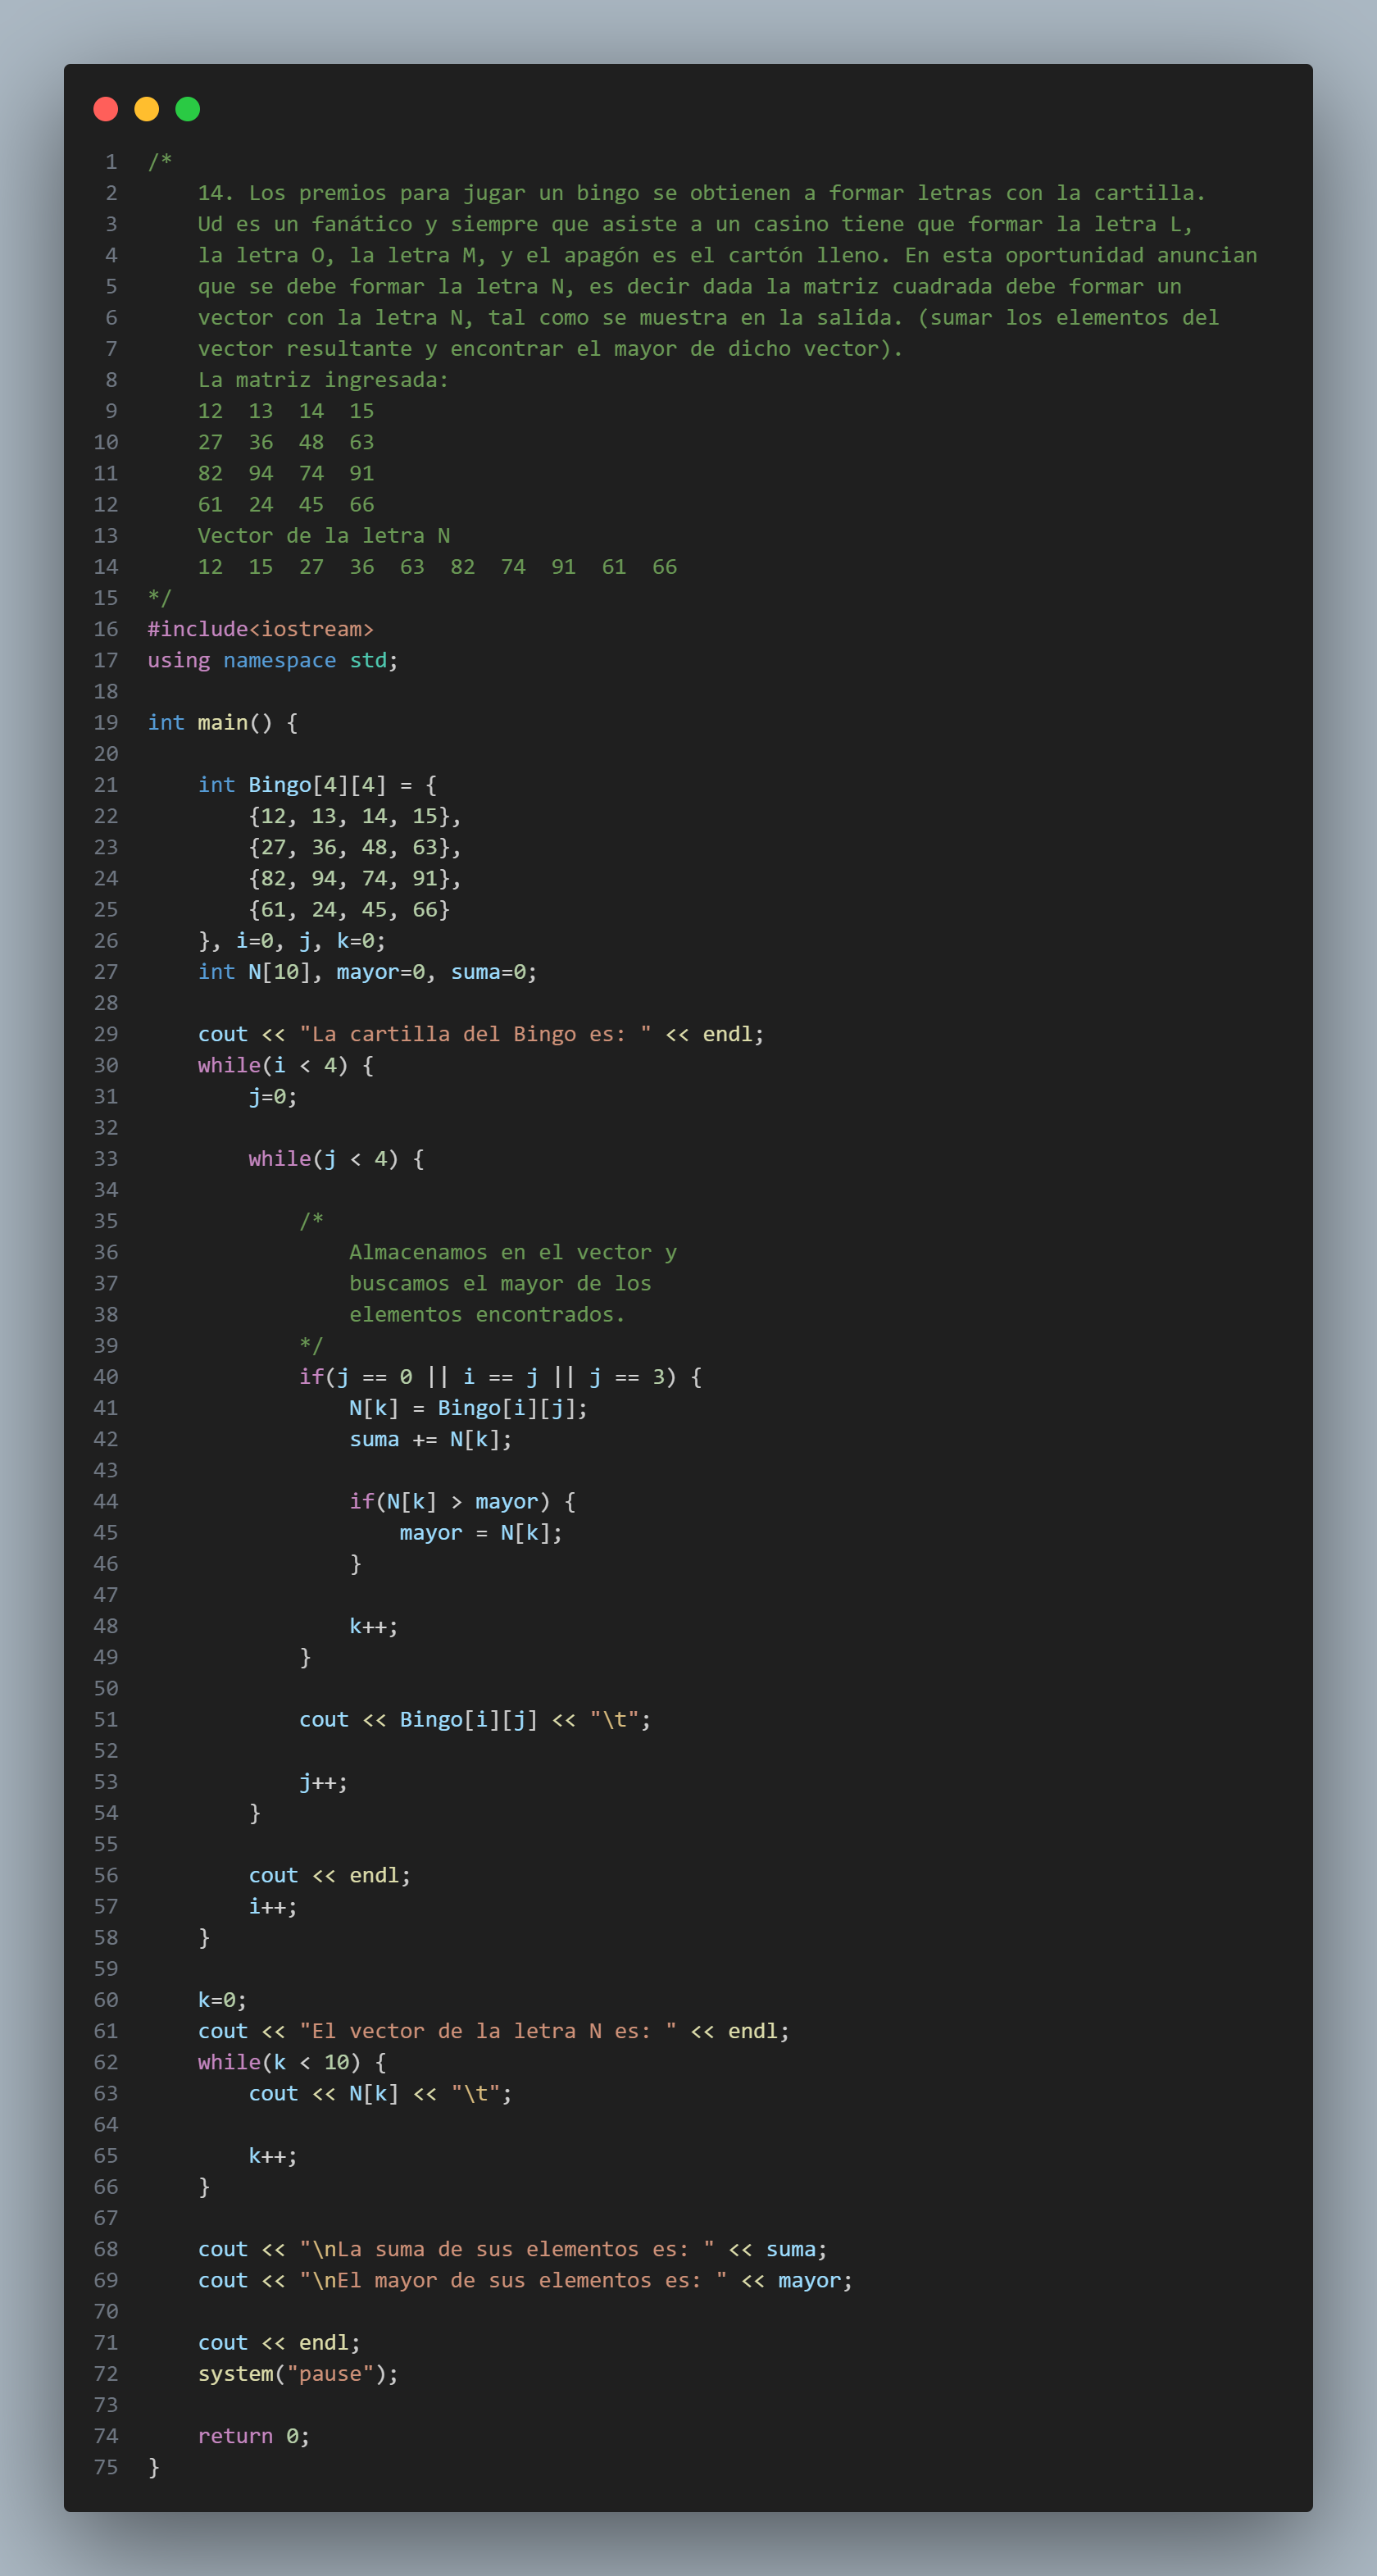 1 /*
2     14. Los premios para jugar un bingo se obtienen a formar letras con la cartilla.
3     Ud es un fanático y siempre que asiste a un casino tiene que formar la letra L,
4     la letra O, la letra M, y el apagón es el cartón lleno. En esta oportunidad anuncian
5     que se debe formar la letra N, es decir dada la matriz cuadrada debe formar un
6     vector con la letra N, tal como se muestra en la salida. (sumar los elementos del
7     vector resultante y encontrar el mayor de dicho vector).
8     La matriz ingresada:
9     12  13  14  15
10     27  36  48  63
11     82  94  74  91
12     61  24  45  66
13     Vector de la letra N
14     12  15  27  36  63  82  74  91  61  66
15 */
16 #include<iostream>
17 using namespace std;
18
19 int main() {
20
21     int Bingo[4][4] = {
22         {12, 13, 14, 15},
23         {27, 36, 48, 63},
24         {82, 94, 74, 91},
25         {61, 24, 45, 66}
26     }, i=0, j, k=0;
27     int N[10], mayor=0, suma=0;
28
29     cout << "La cartilla del Bingo es: " << endl;
30     while(i < 4) {
31         j=0;
32
33         while(j < 4) {
34
35             /*
36                 Almacenamos en el vector y
37                 buscamos el mayor de los
38                 elementos encontrados.
39             */
40             if(j == 0 || i == j || j == 3) {
41                 N[k] = Bingo[i][j];
42                 suma += N[k];
43
44                 if(N[k] > mayor) {
45                     mayor = N[k];
46                 }
47
48                 k++;
49             }
50
51             cout << Bingo[i][j] << "\t";
52
53             j++;
54         }
55
56         cout << endl;
57         i++;
58     }
59
60     k=0;
61     cout << "El vector de la letra N es: " << endl;
62     while(k < 10) {
63         cout << N[k] << "\t";
64
65         k++;
66     }
67
68     cout << "\nLa suma de sus elementos es: " << suma;
69     cout << "\nEl mayor de sus elementos es: " << mayor;
70
71     cout << endl;
72     system("pause");
73
74     return 0;
75 }